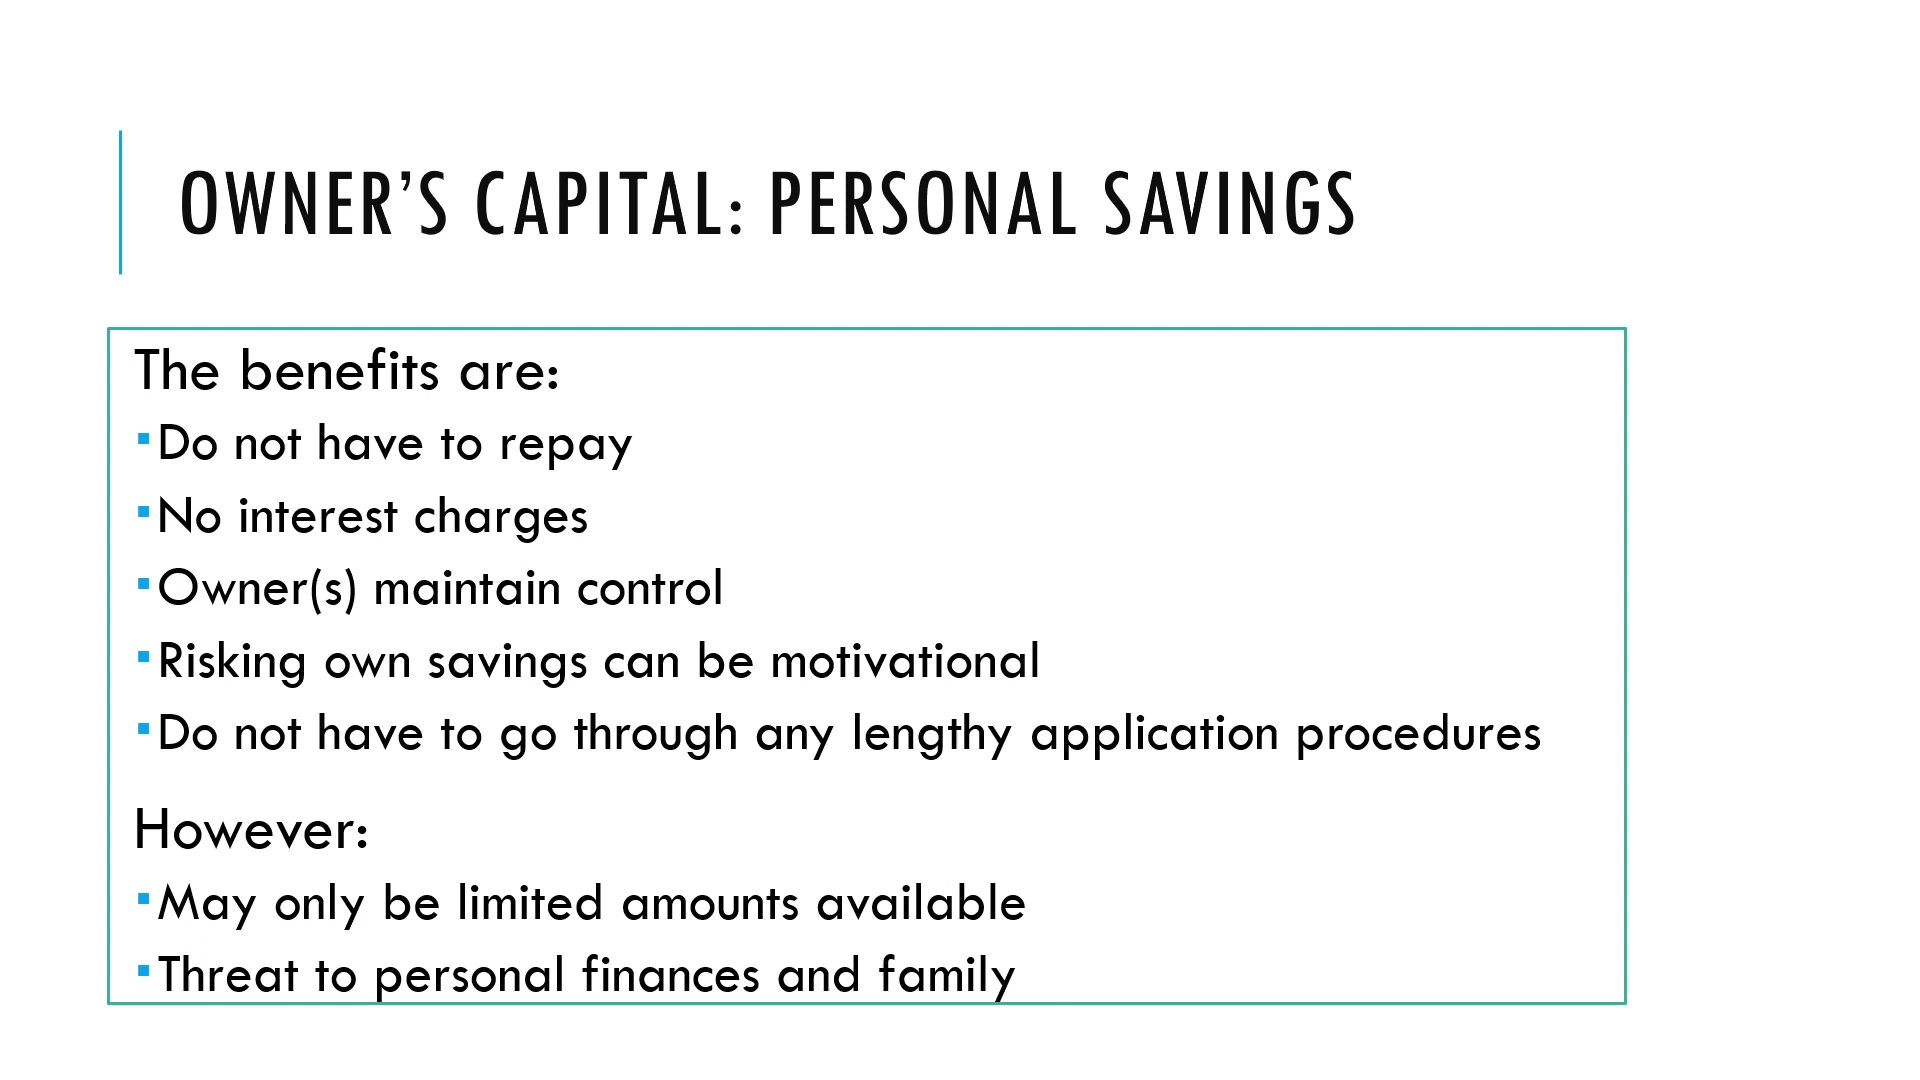 OWNER’S CAPITAL: PERSONAL SAVINGS
The benefits are:
▪Do not have to repay
▪No interest charges
▪Owner(s) maintain control
▪Risking own savings can be motivational
▪Do not have to go through any lengthy application procedures
However:
▪May only be limited amounts available
▪Threat to personal finances and family